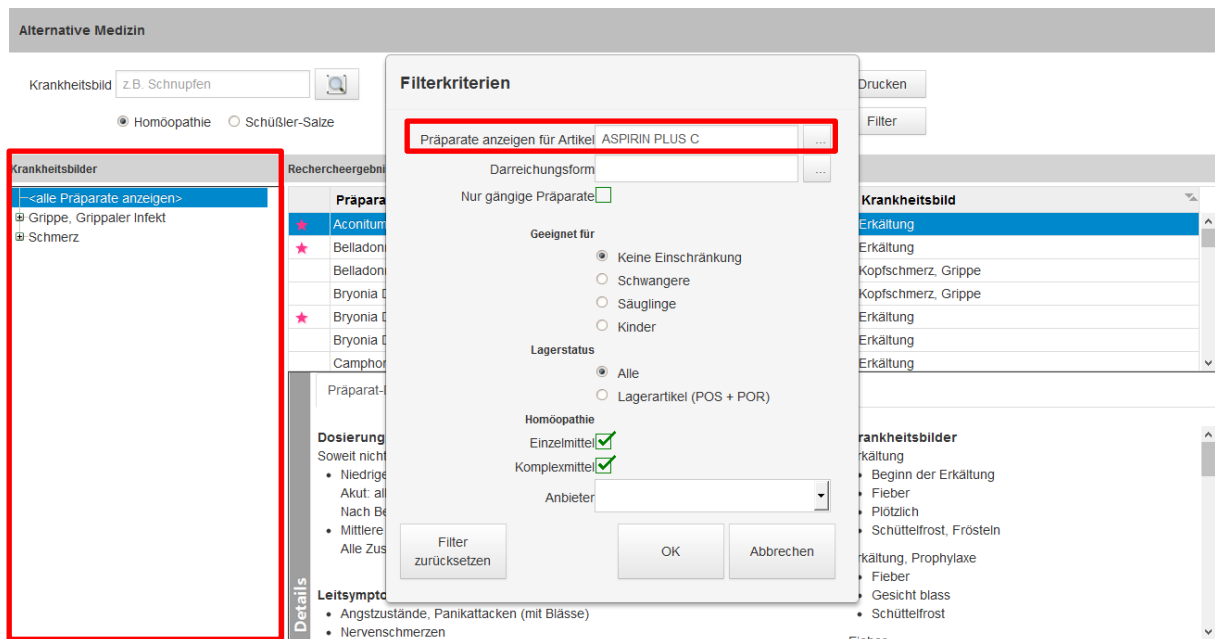 Alternative Medizin
Krankheitsbild z.B. Schnupfen
Homöopathie Schüßler-Salze
Drucken
Filter
Krankheitsbilder
<alle Präparate anzeigen>
Grippe, Grippaler Infekt
Schmerz
Rechercheergebni
Präpara
Krankheitsbild
Aconitum
Erkältung
Belladonn
Erkältung
Belladonn
Kopfschmerz, Grippe
Bryonia D
Kopfschmerz, Grippe
Bryonia D
Erkältung
Bryonia D
Erkältung
Camphor
Erkältung
Filterkriterien
Präparate anzeigen für Artikel ASPIRIN PLUS C ...
Darreichungsform ...
Nur gängige Präparate
Geeignet für
Keine Einschränkung
Schwangere
Säuglinge
Kinder
Lagerstatus
Alle
Lagerartikel (POS + POR)
Homöopathie
Einzelmittel
Komplexmittel
Anbieter
Filter
zurücksetzen
OK
Abbrechen
Details
Präparat-
Dosierung
Soweit nicht
• Niedrige
Akut: al
Nach Be
• Mittlere
Alle Zus
Leitsympto
• Angstzustände, Panikattacken (mit Blässe)
• Nervenschmerzen
rankheitsbilder
rkältung
• Beginn der Erkältung
• Fieber
• Plötzlich
• Schüttelfrost, Frösteln
rkältung, Prophylaxe
• Fieber
• Gesicht blass
• Schüttelfrost